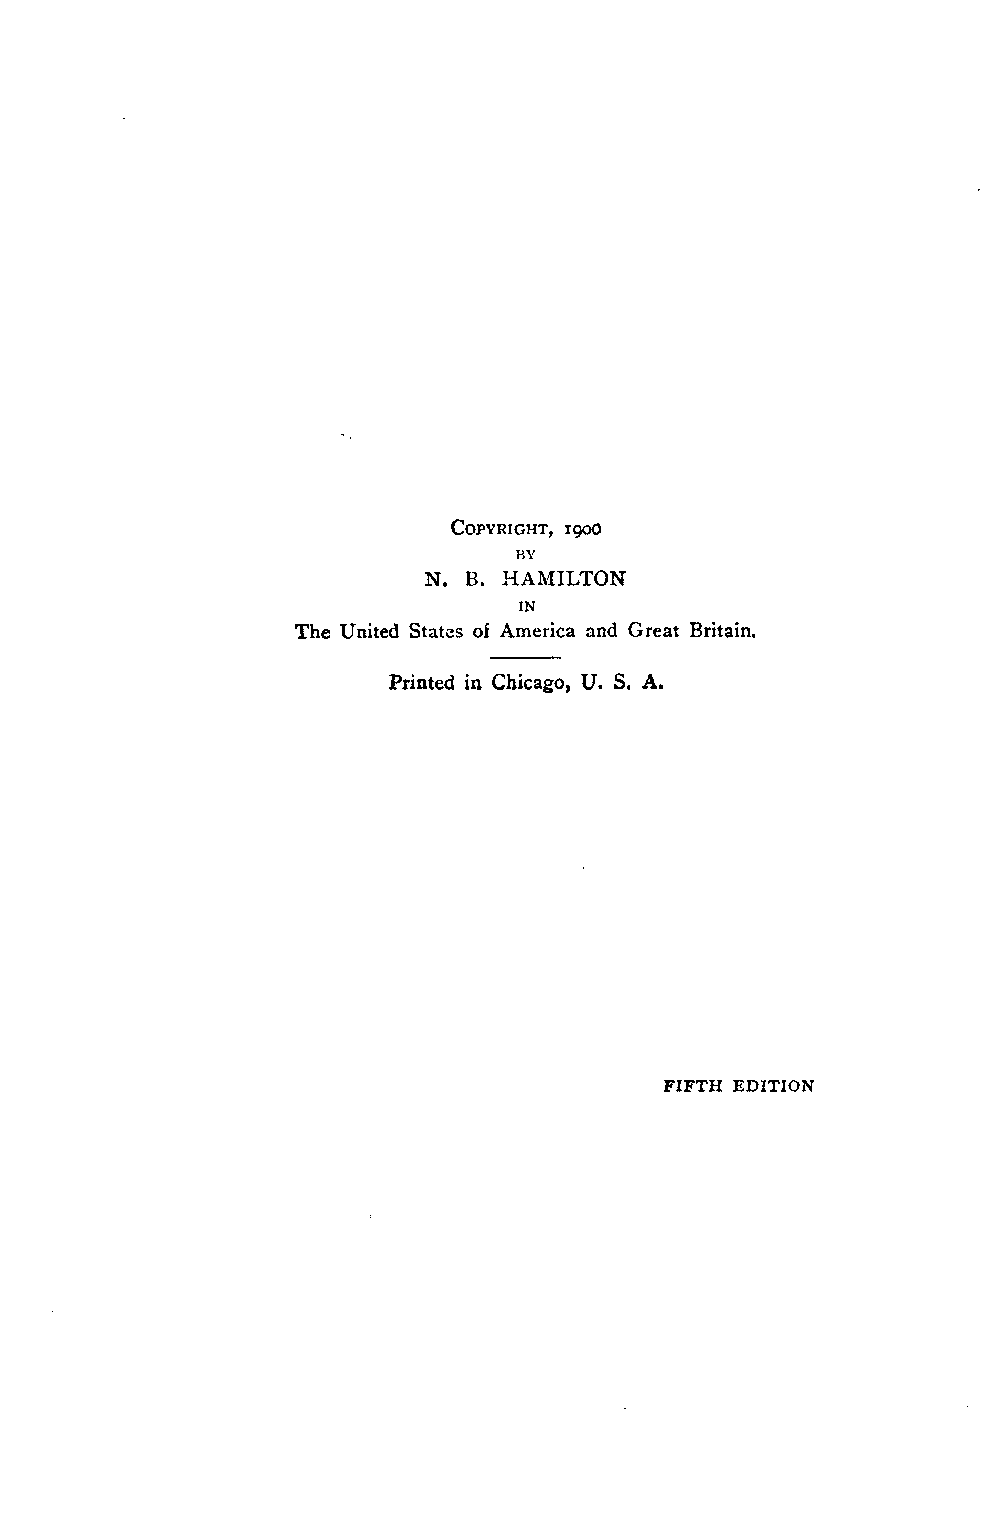 COPYRIGHT, 1900
BY
N. B. HAMILTON
IN
The United States of America and Great Britain.
Printed in Chicago, U. S. A.
FIFTH EDITION